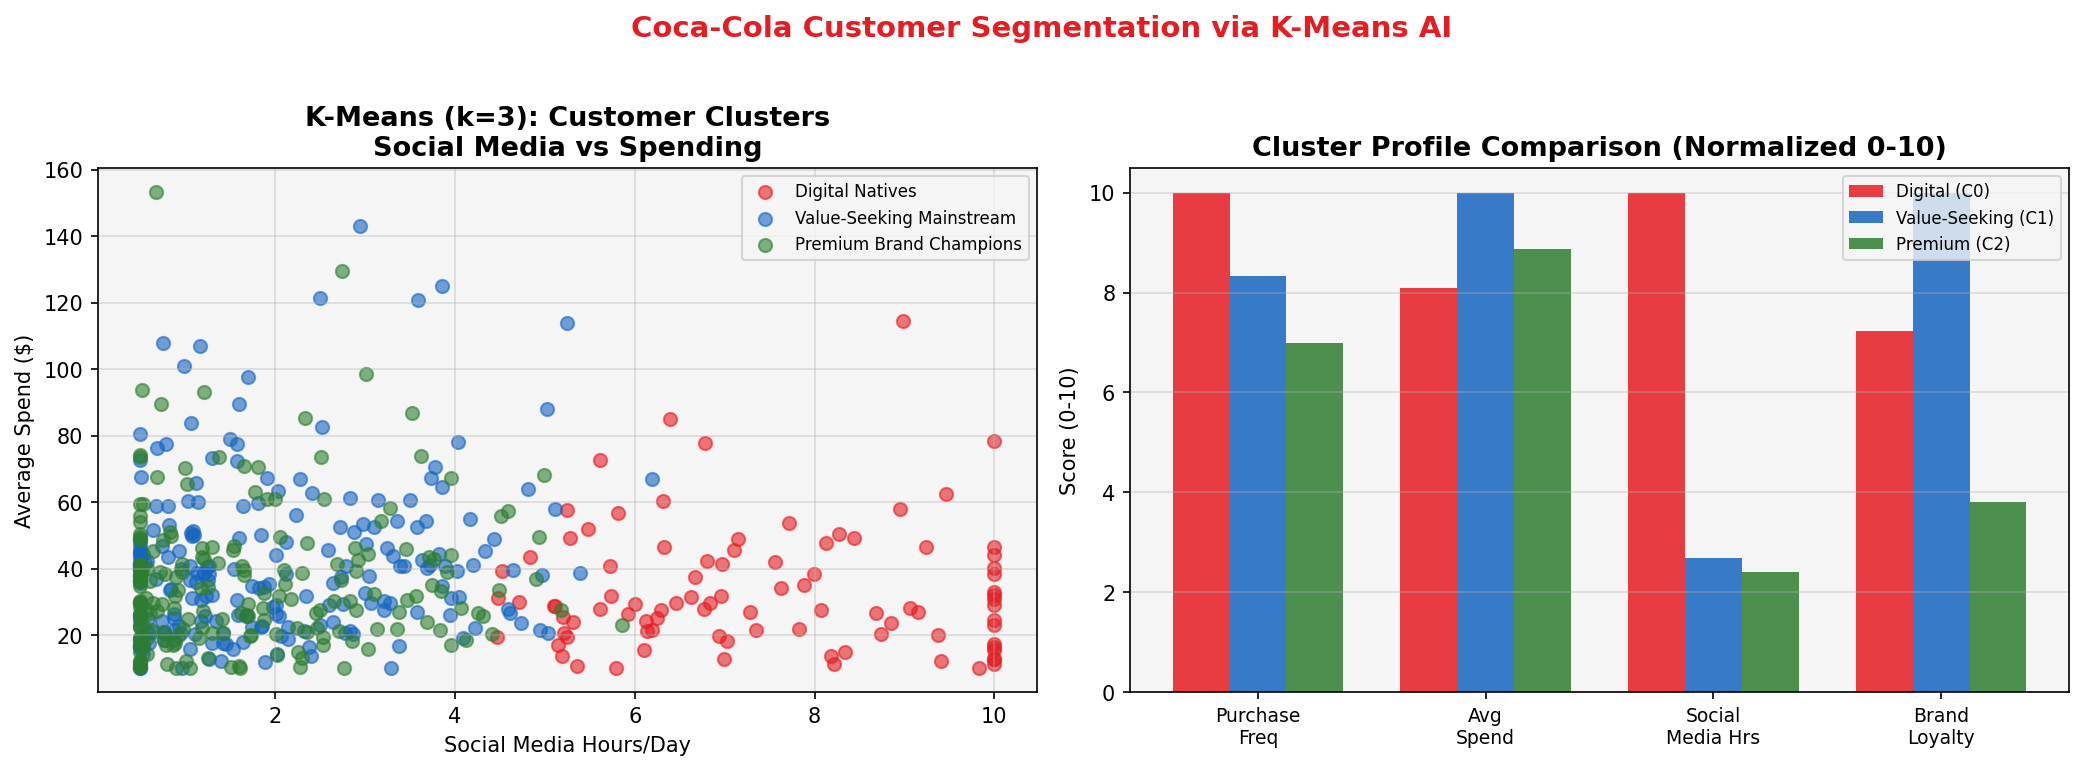 Coca-Cola Customer Segmentation via K-Means AI
K-Means (k=3): Customer Clusters
Social Media vs Spending
160
140
120
100
80
60
40
20
Average Spend ($)
2
4
6
8
10
Social Media Hours/Day
Digital Natives
Value-Seeking Mainstream
Premium Brand Champions
Cluster Profile Comparison (Normalized 0-10)
10
8
6
4
2
0
Score (0-10)
Digital (C0)
Value-Seeking (C1)
Premium (C2)
Purchase
Freq
Avg
Spend
Social
Media Hrs
Brand
Loyalty